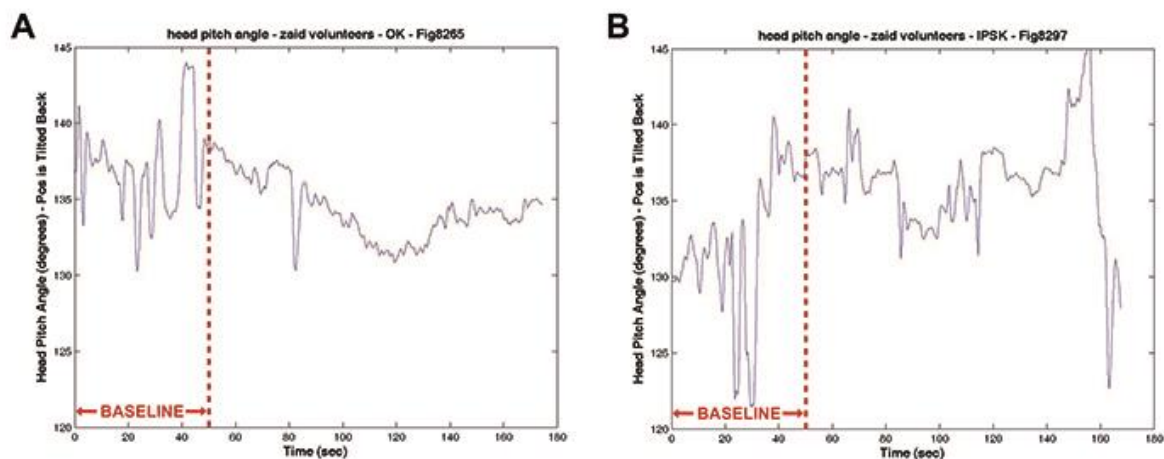 A
head pitch angle - zaid volunteers - OK - Fig8265
Head Pitch Angle (degrees) - Pos is Tilted Back
145
140
135
130
125
120
BASELINE
0 20 40 60 80 100 120 140 160 180
Time (sec)
B
head pitch angle - zaid volunteers - IPSK - Fig8297
Head Pitch Angle (degrees) - Pos is Tilted Back
145
140
135
130
125
120
BASELINE
0 20 40 60 80 100 120 140 160 180
Time (sec)